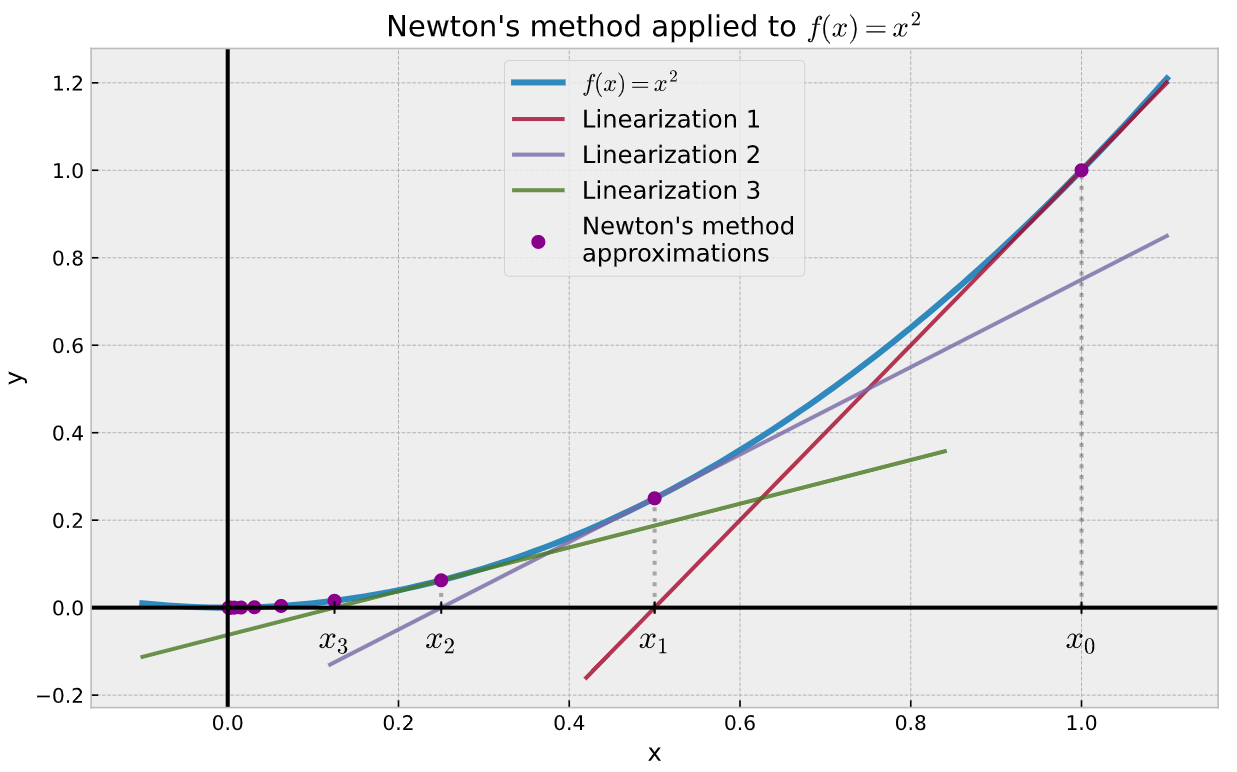 Newton's method applied to f(x) = x²
f(x) = x²
Linearization 1
Linearization 2
Linearization 3
Newton's method
approximations
y
1.2
1.0
0.8
0.6
0.4
0.2
0.0
−0.2
x₃ x₂ x₁ x₀
0.0 0.2 0.4 0.6 0.8 1.0
x